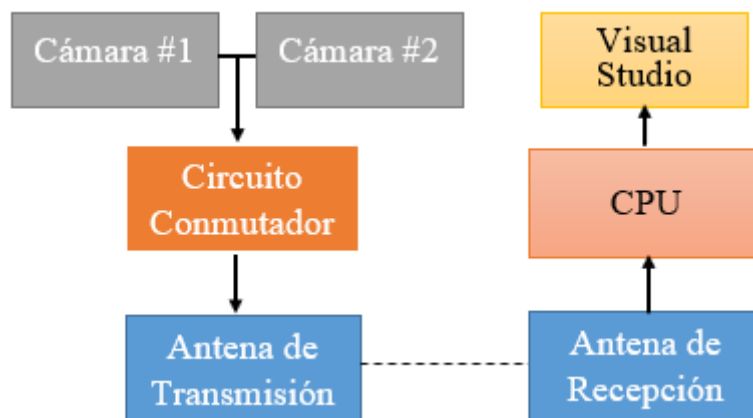 Cámara #1
Cámara #2
Circuito
Conmutador
Antena de
Transmisión
Visual
Studio
CPU
Antena de
Recepción